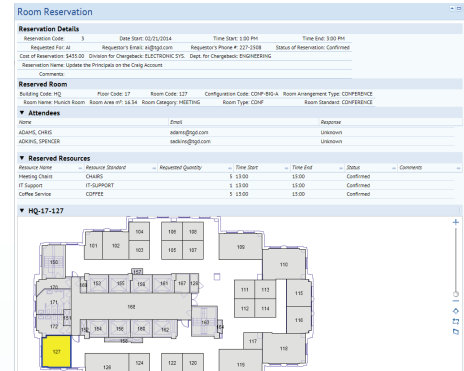 Room Reservation
Reservation Details
Reservation Code: 3 Date Start: 02/21/2014 Time Start: 1:00 PM Time End: 3:00 PM
Requested For: AI Requestor's Email: ai@tgd.com Requestor's Phone #: 227-2508 Status of Reservation: Confirmed
Cost of Reservation: $435.00 Division for Chargeback: ELECTRONIC SYS. Dept. for Chargeback: ENGINEERING
Reservation Name: Update the Principals on the Craig Account
Comments:
Reserved Room
Building Code: HQ Floor Code: 17 Room Code: 127 Configuration Code: CONF-BIG-A Room Arrangement Type: CONFERENCE
Room Name: Munich Room Room Area m²: 16.54 Room Category: MEETING Room Type: CONF Room Standard: CONFERENCE
▼ Attendees
Name Email Response
ADAMS, CHRIS adams@tgd.com Unknown
ADKINS, SPENCER sadkins@tgd.com Unknown
▼ Reserved Resources
Resource Name Resource Standard Requested Quantity Time Start Time End Status Comments
Meeting Chairs CHAIRS 5 13:00 15:00 Confirmed
IT Support IT-SUPPORT 1 13:00 15:00 Confirmed
Coffee Service COFFEE 5 13:00 15:00 Confirmed
▼ HQ-17-127
104 106 108
101 102 103 105 107 109
150 110
157
170 152 155 156 161 167
111 113 115
171 168
112 114 116
172 151 154 156 160 162 163
117 118
127
126 124 122 120 119